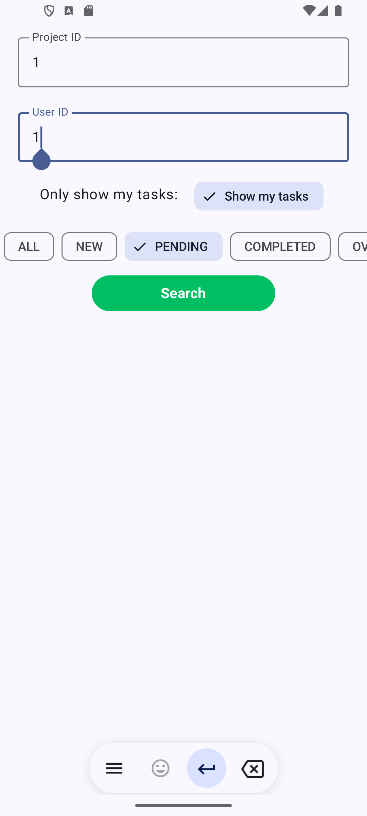 Project ID
1
User ID
1
Only show my tasks: Show my tasks
ALL NEW PENDING COMPLETED OV
Search